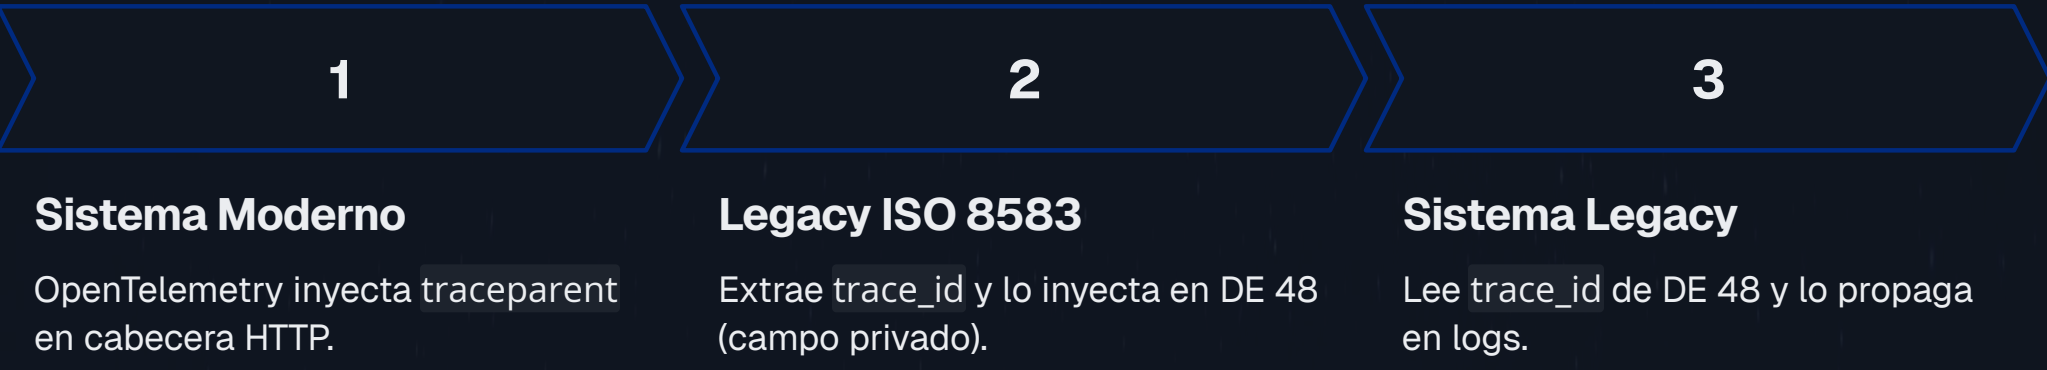 1
2
3
Sistema Moderno
OpenTelemetry inyecta traceparent
en cabecera HTTP.
Legacy ISO 8583
Extrae trace_id y lo inyecta en DE 48
(campo privado).
Sistema Legacy
Lee trace_id de DE 48 y lo propaga
en logs.